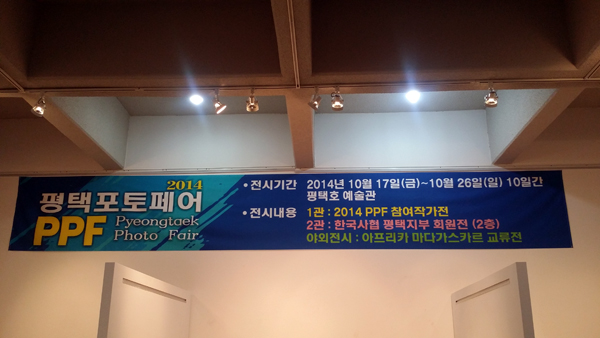 2014
평택포토페어
PPF Pyeongtaek
Photo Fair
• 전시기간 2014년 10월 17일(금)~10월 26일(일) 10일간
평택호 예술관
• 전시내용 1관 : 2014 PPF 참여작가전
2관 : 한국사협 평택지부 회원전 (2층)
야외전시 : 아프리카 마다가스카르 교류전